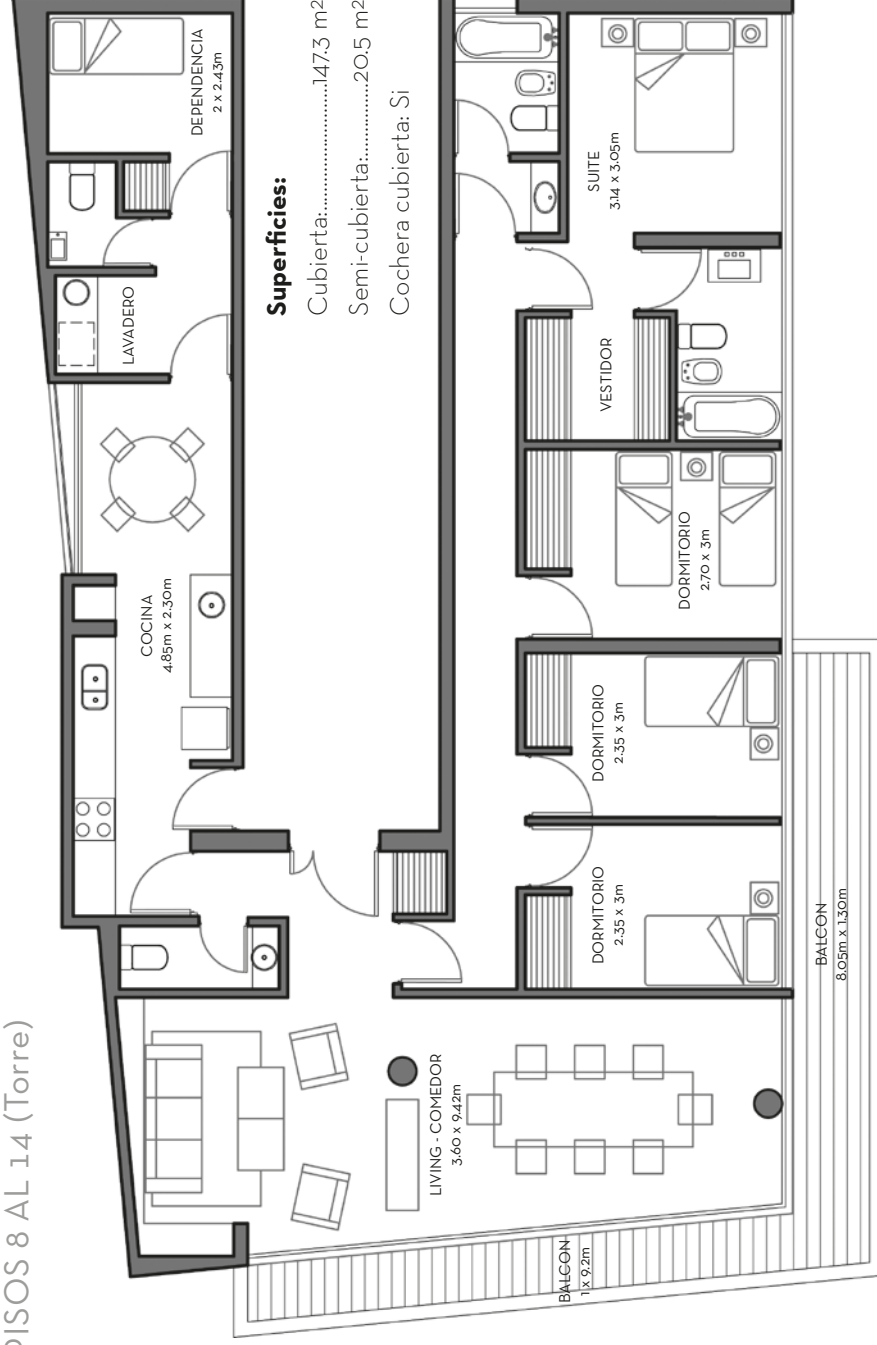 PISOS 8 AL 14 (Torre)
Superficies:
Cubierta:..............................147.3 m²
Semi-cubierta:...............20.5 m²
Cochera cubierta: Si
DEPENDENCIA
2 x 2.43m
LAVADERO
COCINA
4.85m x 2.30m
LIVING - COMEDOR
3.60 x 9.42m
BALCON
1 x 9.2m
DORMITORIO
2.35 x 3m
DORMITORIO
2.35 x 3m
DORMITORIO
2.70 x 3m
VESTIDOR
SUITE
3.14 x 3.05m
BALCON
8.05m x 1.30m